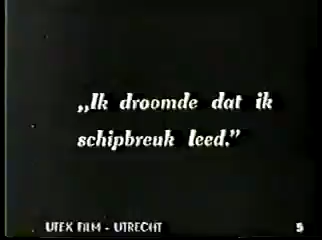 „Ik droomde dat ik
schipbreuk leed.”
UTEX FILM - UTRECHT 5